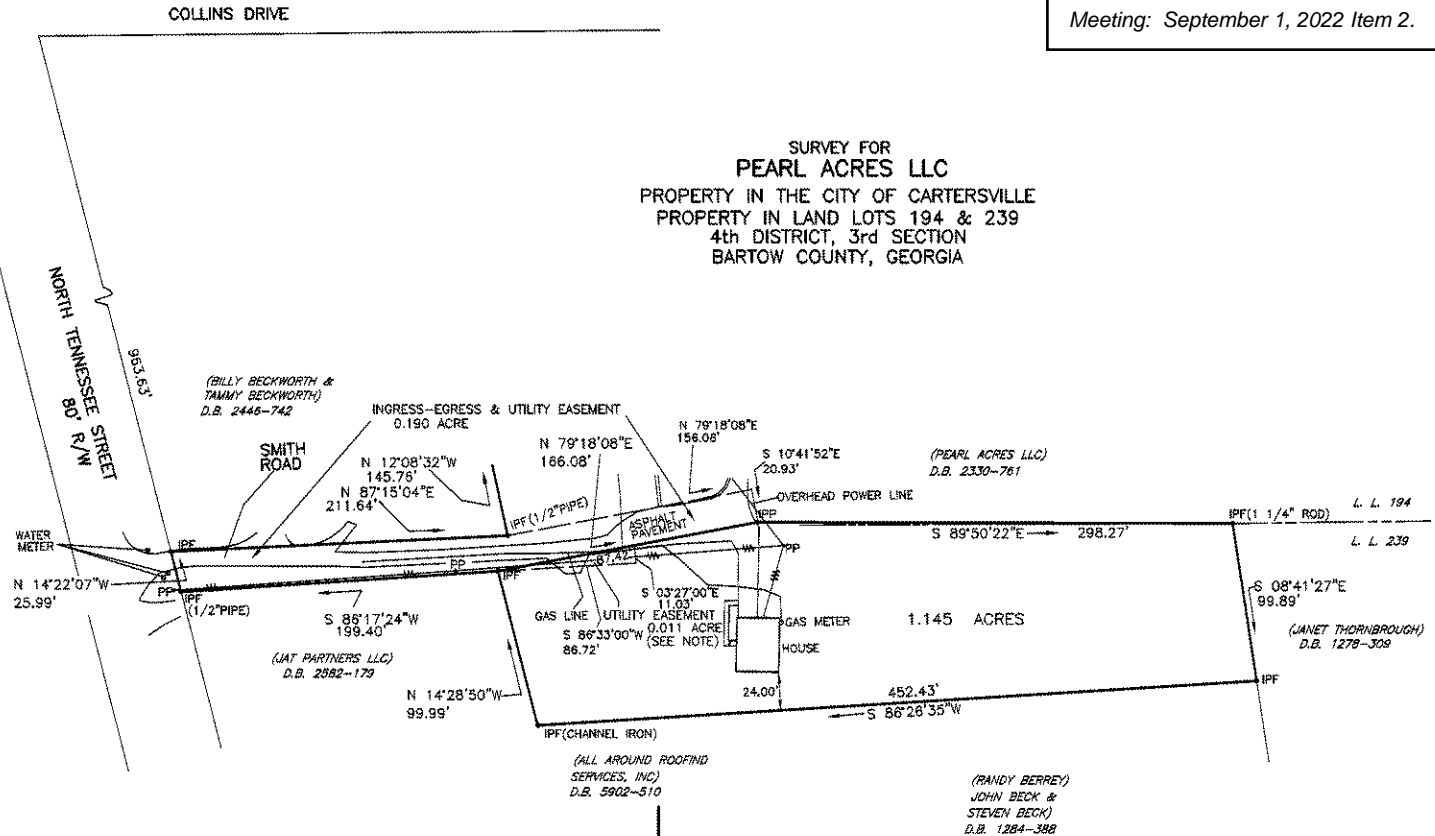 COLLINS DRIVE
Meeting: September 1, 2022 Item 2.
SURVEY FOR
PEARL ACRES LLC
PROPERTY IN THE CITY OF CARTERSVILLE
PROPERTY IN LAND LOTS 194 & 239
4th DISTRICT, 3rd SECTION
BARTOW COUNTY, GEORGIA
NORTH TENNESSEE STREET
80' R/W
963.63'
(BILLY BECKWORTH &
TAMMY BECKWORTH)
D.B. 2446-742
INGRESS-EGRESS & UTILITY EASEMENT
0.190 ACRE
SMITH
ROAD
N 12°08'32"W
145.76'
N 87°15'04"E
211.64'
N 79°18'08"E
166.08'
N 79°18'08"E
156.08'
S 10°41'52"E
20.93'
(PEARL ACRES LLC)
D.B. 2330-761
OVERHEAD POWER LINE
IPF(1/2"PIPE)
ASPHALT
PAVEMENT
IPP
IPF(1 1/4" ROD)
L. L. 194
L. L. 239
S 89°50'22"E
298.27'
WATER
METER
IPF
N 14°22'07"W
25.99'
PP
IPF
(1/2"PIPE)
PP
IPF
87.42'
PP
S 86°17'24"W
199.40'
(JAT PARTNERS LLC)
D.B. 2582-179
GAS LINE
UTILITY EASEMENT
0.011 ACRE
(SEE NOTE)
S 03°27'00"E
11.03'
S 86°33'00"W
86.72'
GAS METER
HOUSE
1.145 ACRES
S 08°41'27"E
99.89'
(JANET THORNBROUGH)
D.B. 1278-309
N 14°28'50"W
99.99'
24.00'
452.43'
S 86°26'35"W
IPF
IPF(CHANNEL IRON)
(ALL AROUND ROOFIND
SERVICES, INC)
D.B. 5902-510
(RANDY BERREY)
JOHN BECK &
STEVEN BECK)
D.B. 1284-388